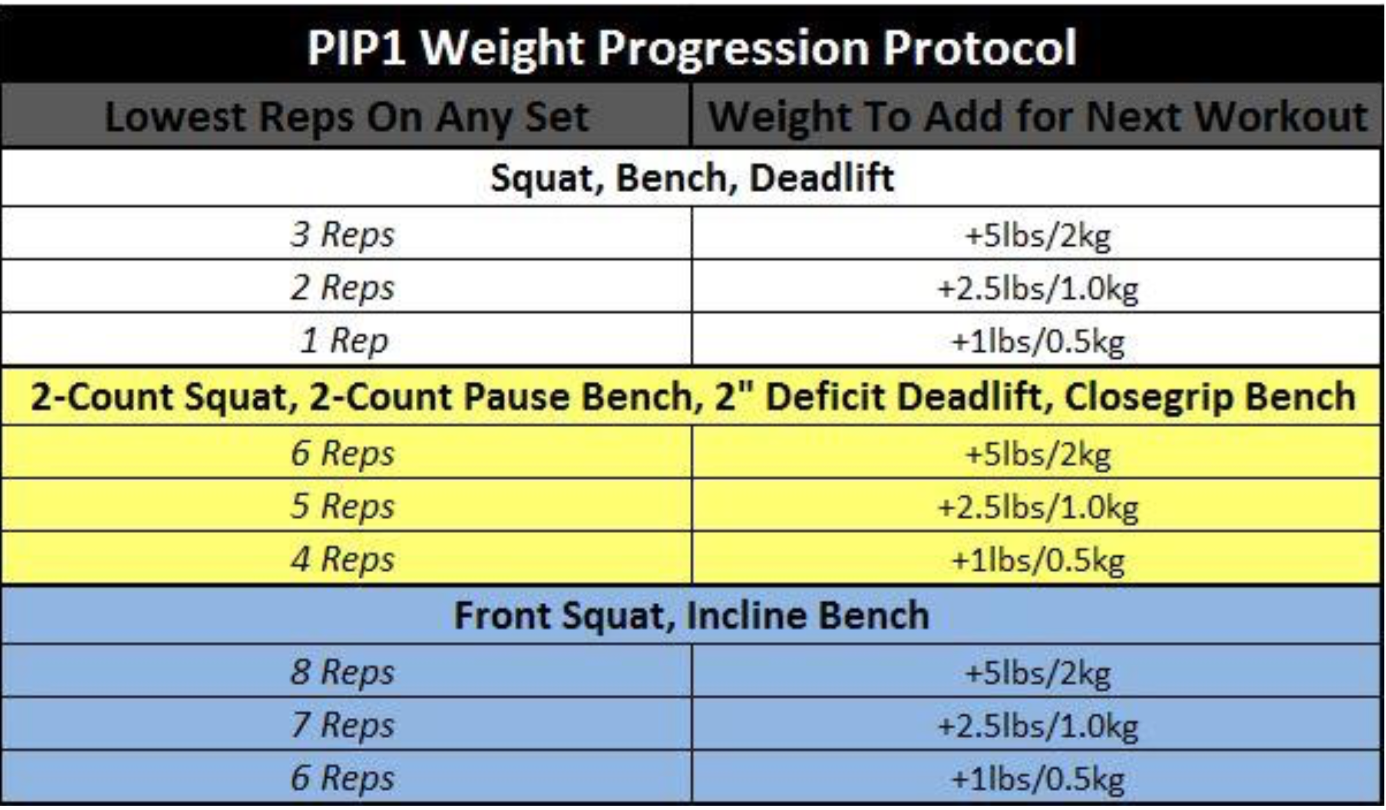 PIP1 Weight Progression Protocol
Lowest Reps On Any Set Weight To Add for Next Workout
Squat, Bench, Deadlift
3 Reps +5lbs/2kg
2 Reps +2.5lbs/1.0kg
1 Rep +1lbs/0.5kg
2-Count Squat, 2-Count Pause Bench, 2" Deficit Deadlift, Closegrip Bench
6 Reps +5lbs/2kg
5 Reps +2.5lbs/1.0kg
4 Reps +1lbs/0.5kg
Front Squat, Incline Bench
8 Reps +5lbs/2kg
7 Reps +2.5lbs/1.0kg
6 Reps +1lbs/0.5kg